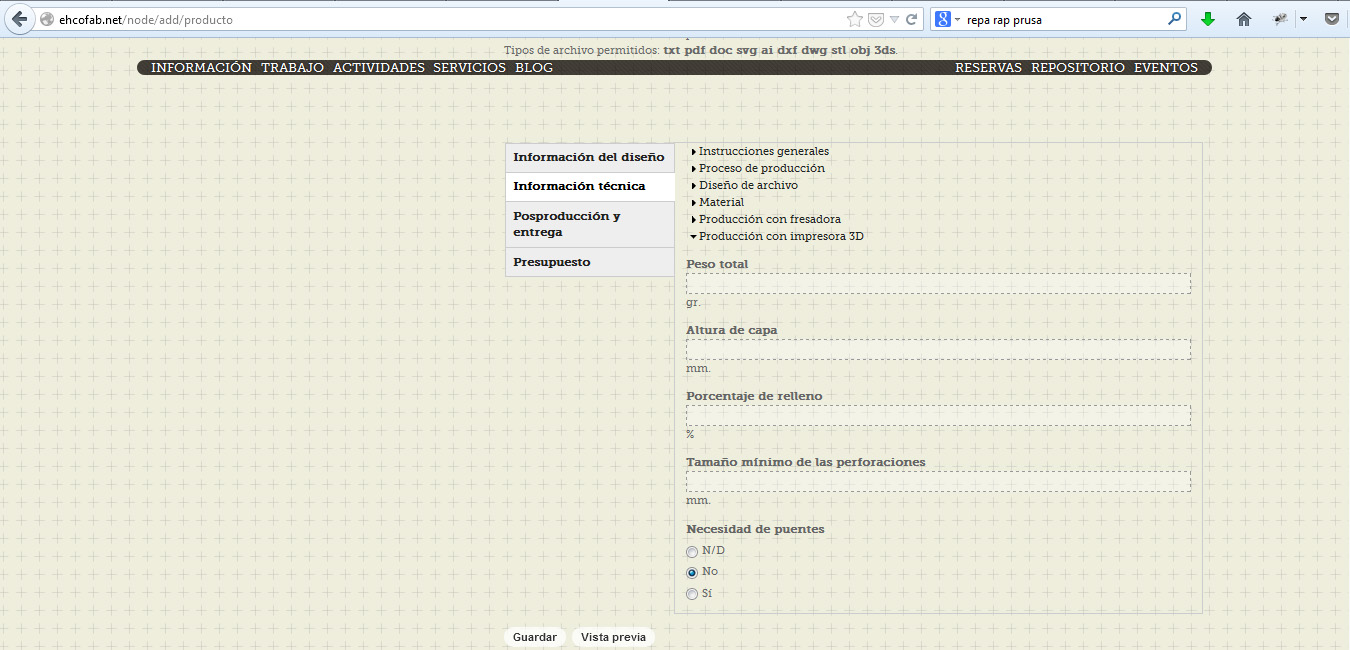 ehcofab.net/node/add/producto
8
repa rap prusa
Tipos de archivo permitidos: txt pdf doc svg ai dxf dwg stl obj 3ds.
INFORMACIÓN TRABAJO ACTIVIDADES SERVICIOS BLOG RESERVAS REPOSITORIO EVENTOS
Información del diseño
Información técnica
Posproducción y
entrega
Presupuesto
Instrucciones generales
Proceso de producción
Diseño de archivo
Material
Producción con fresadora
Producción con impresora 3D
Peso total
gr.
Altura de capa
mm.
Porcentaje de relleno
%
Tamaño mínimo de las perforaciones
mm.
Necesidad de puentes
N/D
No
Sí
Guardar Vista previa